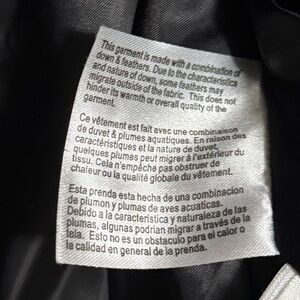 This garment is made with a combination of
down & feathers. Due to the characteristics
and nature of down, some feathers may
migrate outside of the fabric. This does not
hinder its warmth or overall quality of the
garment.
Ce vêtement est fait avec une combinaison
de duvet & plumes aquatiques. En raison des
caractéristiques et la nature de duvet,
quelques plumes peut migrer à l'extérieur du
tissu. Cela n'empêche pas obstruer de
chaleur ou la qualité globale du vêtement.
Esta prenda esta hecha de una combinacion
de plumon y plumas de aves acuaticas.
Debido a la caracteristica y naturaleza de las
plumas, algunas podrian migrar a través de la
tela. Esto no es un obstaculo para el calor o
la calidad en general de la prenda.